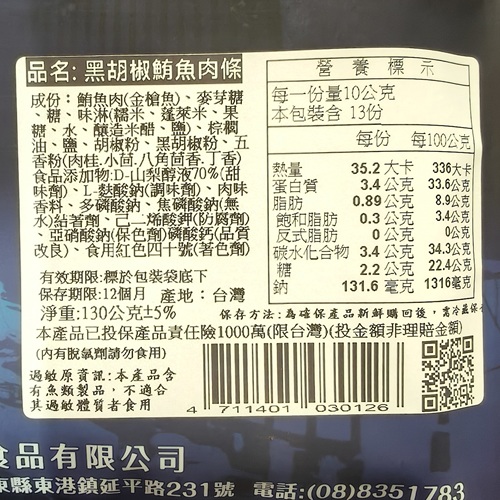 品名: 黑胡椒鮪魚肉條
成份：鮪魚肉(金槍魚)、麥芽糖
、糖、味淋(糯米、蓬萊米、果
糖、水、釀造米醋、鹽)、棕櫚
油、鹽、胡椒粉、黑胡椒粉、五
香粉(肉桂.小茴.八角茴香.丁香)
食品添加物:D-山梨醇液70%(甜
味劑)、L-麩酸鈉(調味劑)、肉味
香料、多磷酸鈉、焦磷酸鈉(無
水)結著劑、己二烯酸鉀(防腐劑)
、亞硝酸鈉(保色劑)磷酸鈣(品質
改良)、食用紅色四十號(著色劑)
有效期限:標於包裝袋底下
保存期限:12個月 產地：台灣
淨重:130公克±5%
營養標示
每一份量10公克
本包裝含 13份
每份 每100公克
熱量 35.2 大卡 336大卡
蛋白質 3.4 公克 33.6公克
脂肪 0.89 公克 8.9公克
飽和脂肪 0.3 公克 3.4公克
反式脂肪 0 公克 0公克
碳水化合物 3.4 公克 34.3公克
糖 2.2 公克 22.4公克
鈉 131.6 毫克 1316毫克
保存方法:為確保產品新鮮購回後，需冷藏保
本產品已投保產品責任險1000萬(限台灣)(投金額非理賠金額)
(內有脫氧劑請勿食用)
過敏原資訊:本產品含
有魚類製品，不適合
其過敏體質者食用
4 711401 030126
食品有限公司
東縣東港鎮延平路231號 電話:(08)8351783